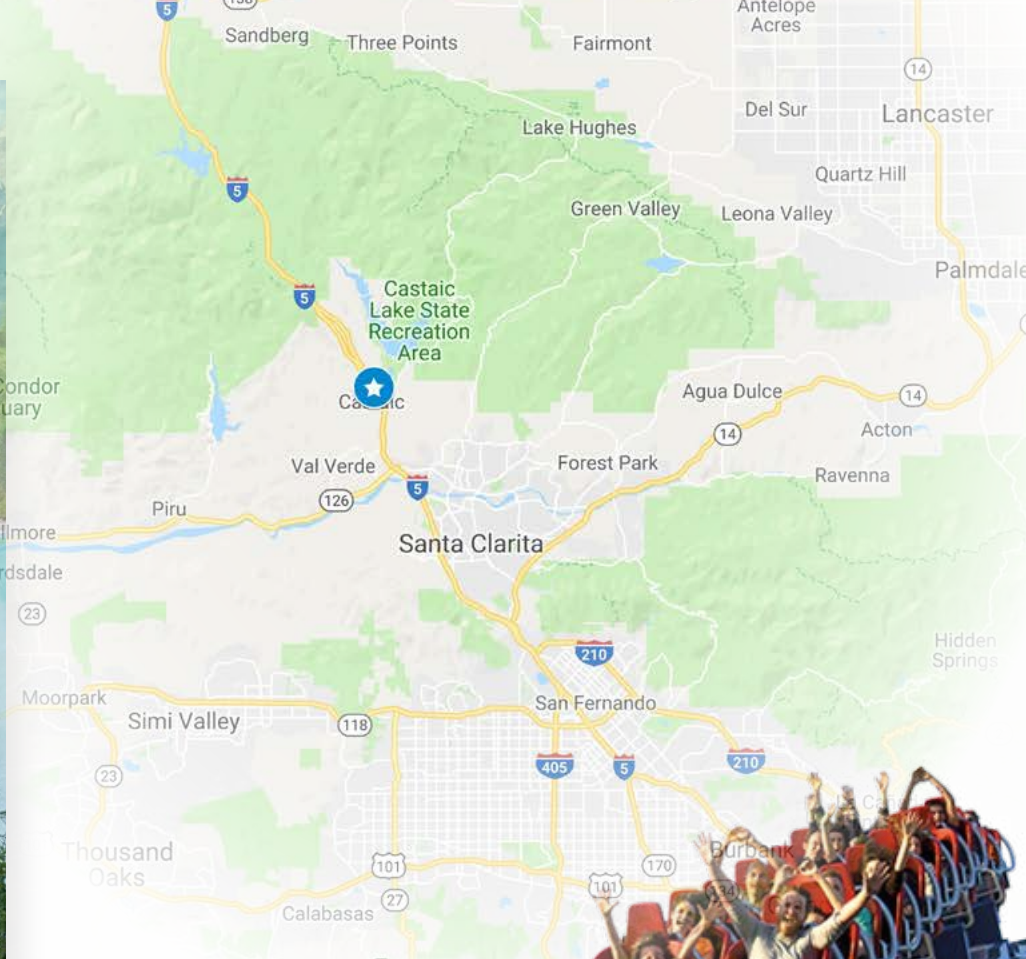 5
138
Antelope
Acres
Sandberg
Three Points
Fairmont
14
Del Sur
Lancaster
Lake Hughes
Quartz Hill
5
Green Valley
Leona Valley
Palmdale
5
Castaic
Lake State
Recreation
Area
Condor
uary
Agua Dulce
14
14
Acton
Val Verde
Forest Park
Ravenna
5
126
Piru
llmore
Santa Clarita
rdsdale
23
Hidden
Springs
210
Moorpark
San Fernando
Simi Valley
118
405
5
210
23
Thousand
Oaks
Burbank
101
170
101
134
27
Calabasas